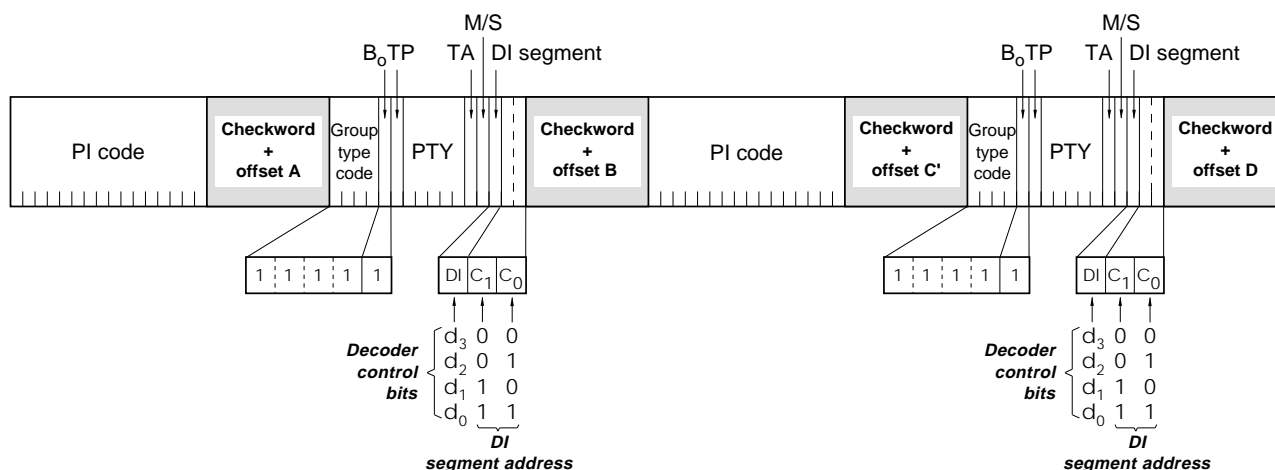 M/S
B₀TP TA DI segment
M/S
B₀TP TA DI segment
PI code
Checkword
+
offset A
Group
type
code
PTY
Checkword
+
offset B
PI code
Checkword
+
offset C'
Group
type
code
PTY
Checkword
+
offset D
1 1 1 1 1
DI C₁ C₀
1 1 1 1 1
DI C₁ C₀
Decoder
control
bits
d₃ 0 0
d₂ 0 1
d₁ 1 0
d₀ 1 1
DI
segment address
Decoder
control
bits
d₃ 0 0
d₂ 0 1
d₁ 1 0
d₀ 1 1
DI
segment address